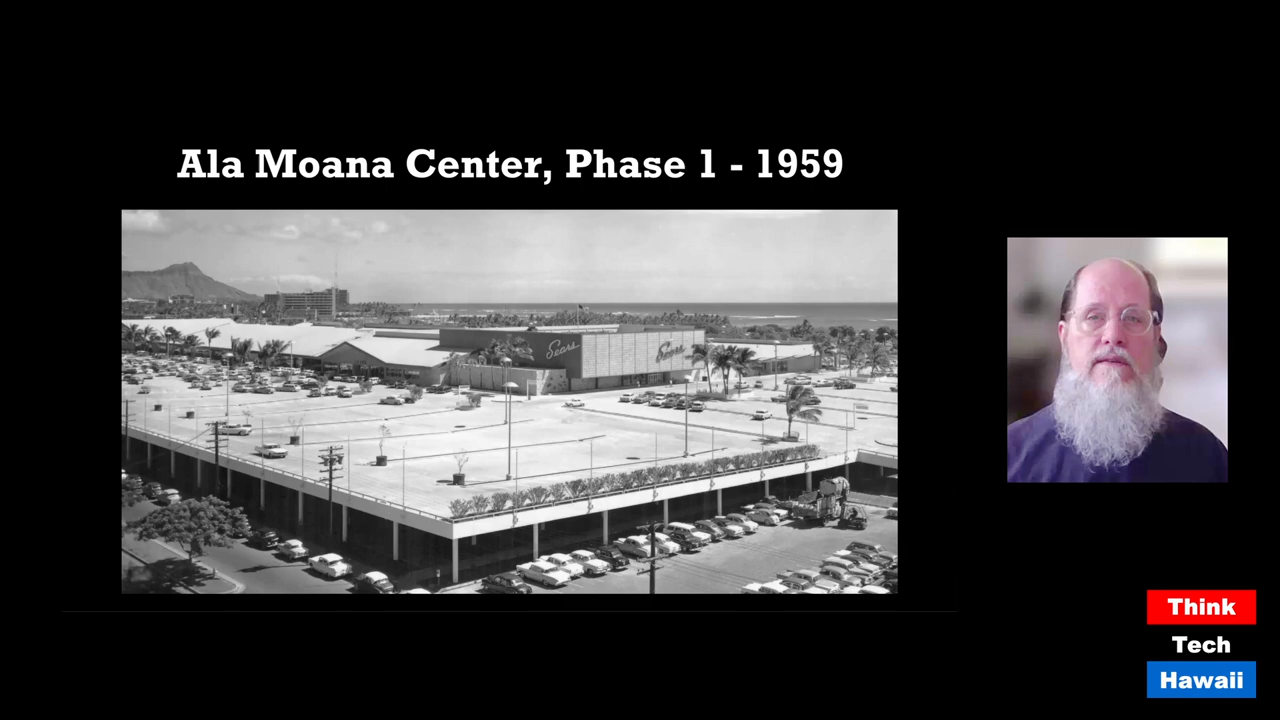 Ala Moana Center, Phase 1 - 1959
Sears
Sears
Think
Tech
Hawaii